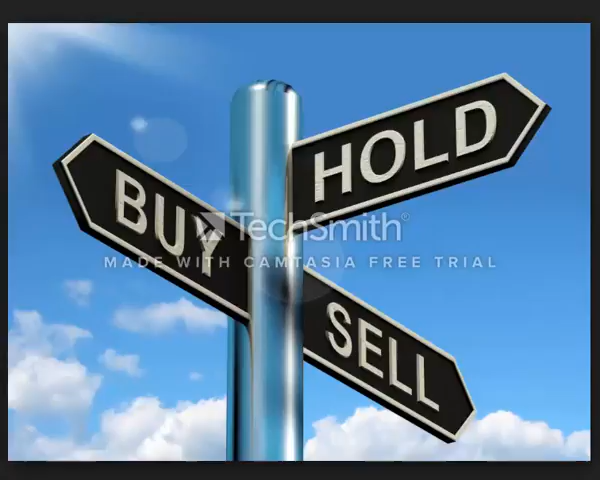 HOLD
BUY
TechSmith®
MADE WITH CAMTASIA FREE TRIAL
SELL